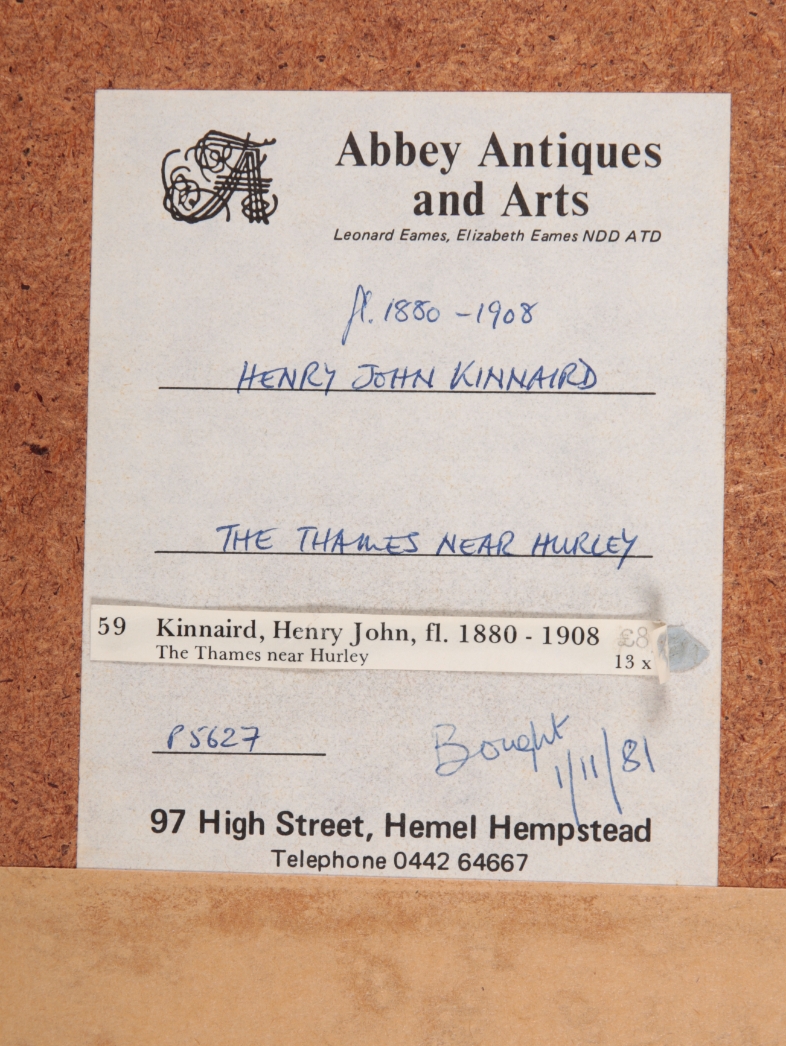 Abbey Antiques
and Arts
Leonard Eames, Elizabeth Eames NDD ATD
fl. 1880 - 1908
HENRY JOHN KINNAIRD
THE THAMES NEAR HURLEY
59 Kinnaird, Henry John, fl. 1880 - 1908 £8
The Thames near Hurley 13 x
P5627
Bought
1/11/81
97 High Street, Hemel Hempstead
Telephone 0442 64667